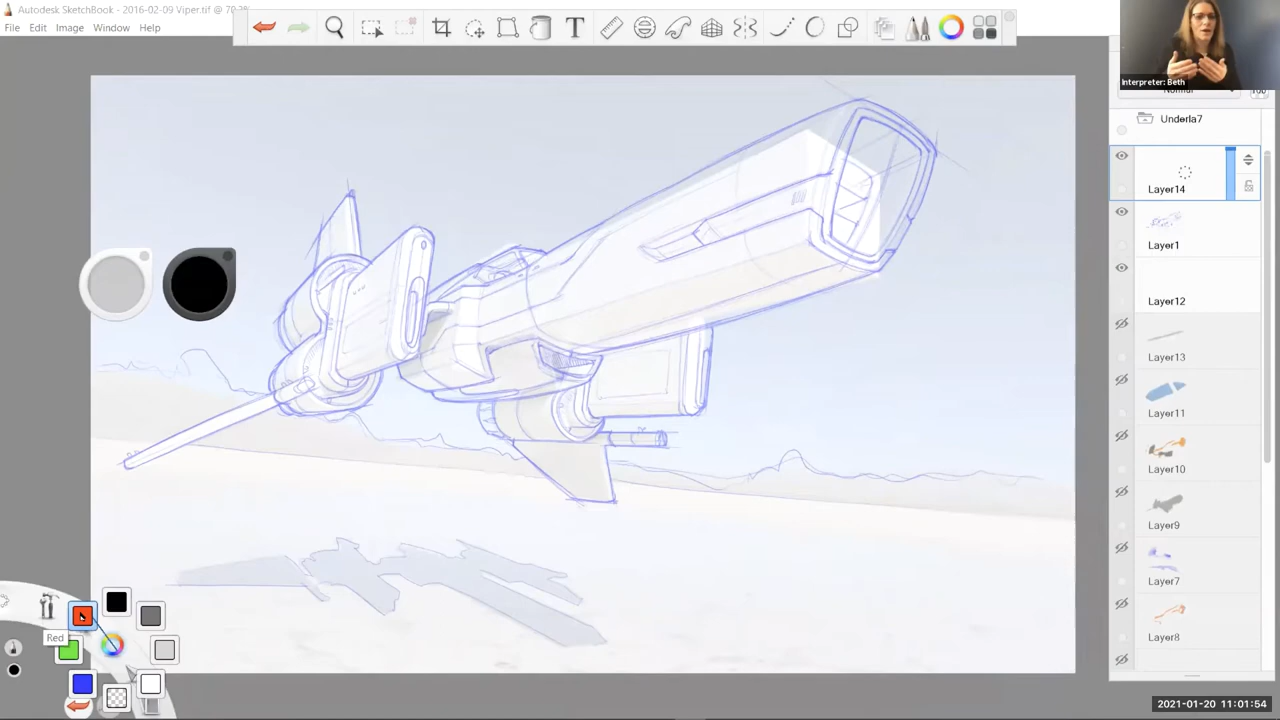 Autodesk SketchBook - 2016-02-09 Viper.tif @ 70.
File Edit Image Window Help
T
Interpreter: Beth
Normal
100
Underla7
Layer14
Layer1
Layer12
Layer13
Layer11
Layer10
Layer9
Layer7
Layer8
Red
2021-01-20 11:01:54